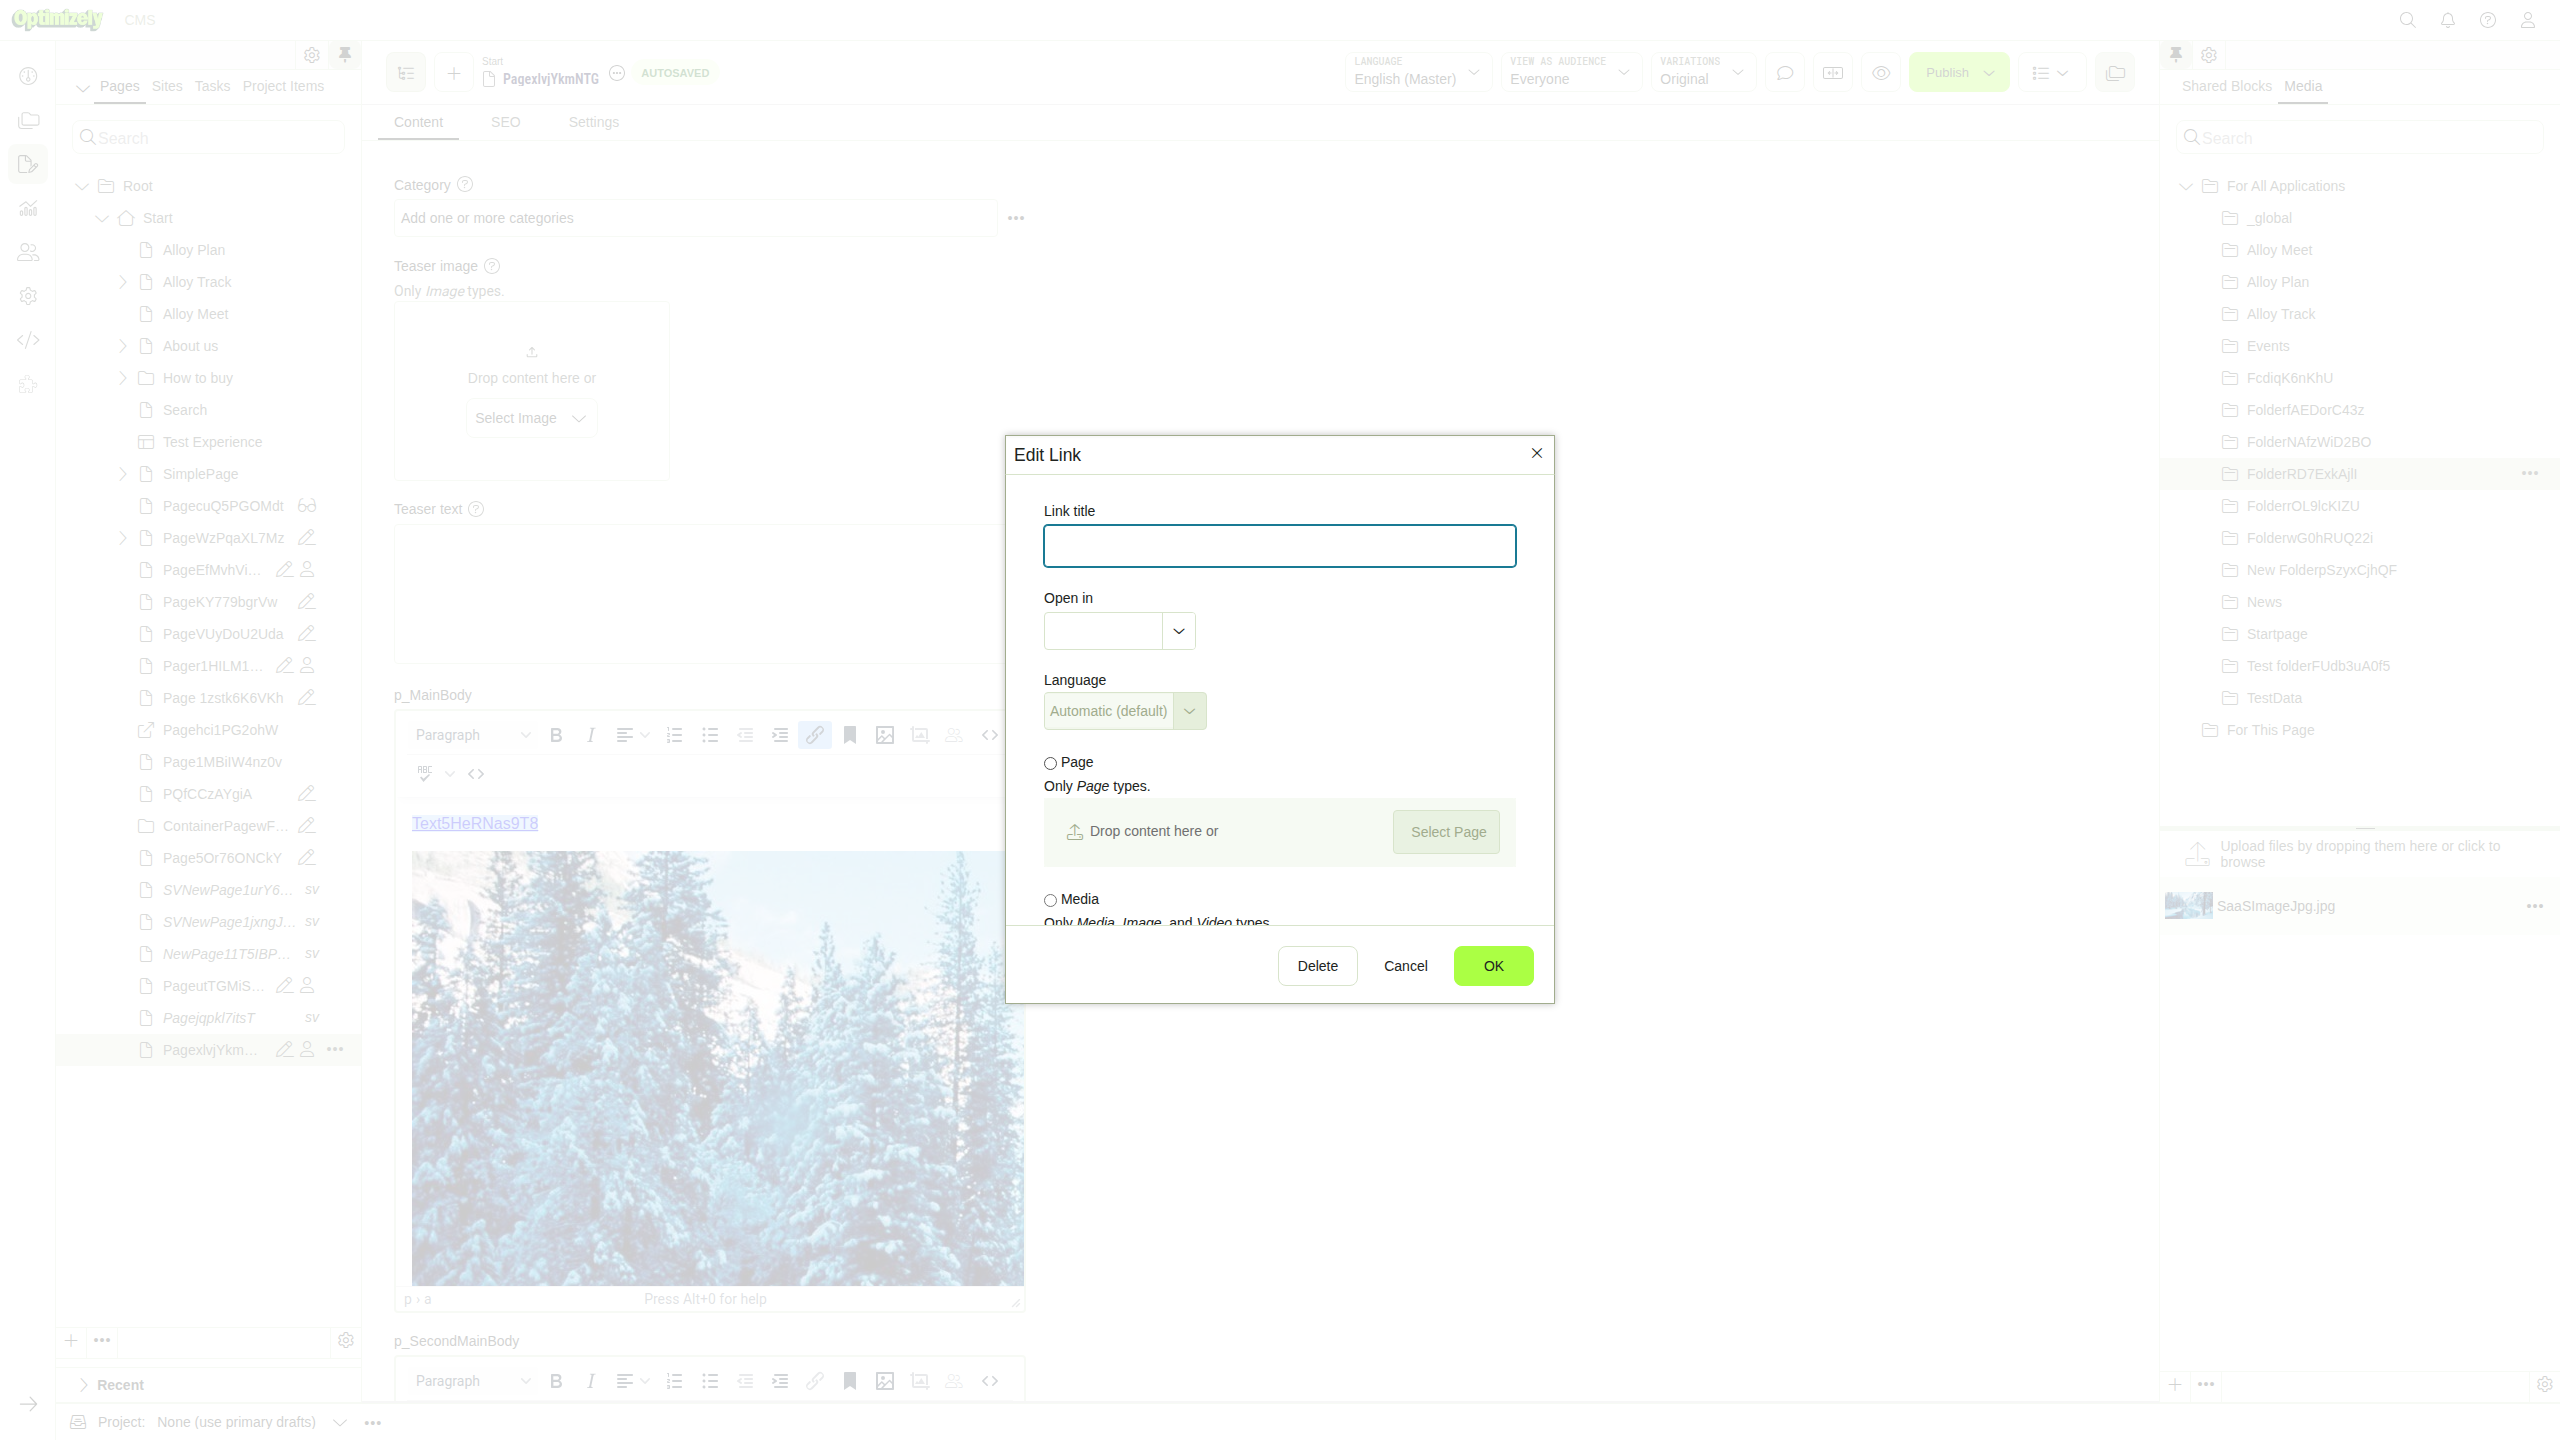 Optimizely
CMS
Pages
Sites
Tasks
Project Items
Search
Root
Start
Alloy Plan
Alloy Track
Alloy Meet
About us
How to buy
Search
Test Experience
SimplePage
PagecuQ5PGOMdt
PageWzPqaXL7Mz
PageEfMvhVi...
PageKY779bgrVw
PageVUyDoU2Uda
Pager1HILM1...
Page 1zstk6K6VKh
Pagehci1PG2ohW
Page1MBiIW4nz0v
PQfCCzAYgiA
ContainerPagewF...
Page5Or76ONCkY
SVNewPage1urY6... sv
SVNewPage1jxngJ... sv
NewPage11T5IBP... sv
PageutTGMiS...
Pagejqpkl7itsT sv
PagexlvjYkm...
Recent
Project: None (use primary drafts)
Start
PagexlvjYkmNTG
AUTOSAVED
LANGUAGE
English (Master)
VIEW AS AUDIENCE
Everyone
VARIATIONS
Original
Publish
Content
SEO
Settings
Category
Add one or more categories
Teaser image
Only Image types.
Drop content here or
Select Image
Teaser text
p_MainBody
Paragraph
Text5HeRNas9T8
p › a
Press Alt+0 for help
p_SecondMainBody
Paragraph
Edit Link
Link title
Open in
Language
Automatic (default)
Page
Only Page types.
Drop content here or
Select Page
Media
Only Media, Image, and Video types.
Delete
Cancel
OK
Shared Blocks
Media
Search
For All Applications
_global
Alloy Meet
Alloy Plan
Alloy Track
Events
FcdiqK6nKhU
FolderfAEDorC43z
FolderNAfzWiD2BO
FolderRD7ExkAjlI
FolderrOL9lcKIZU
FolderwG0hRUQ22i
New FolderpSzyxCjhQF
News
Startpage
Test folderFUdb3uA0f5
TestData
For This Page
Upload files by dropping them here or click to
browse
SaaSImageJpg.jpg